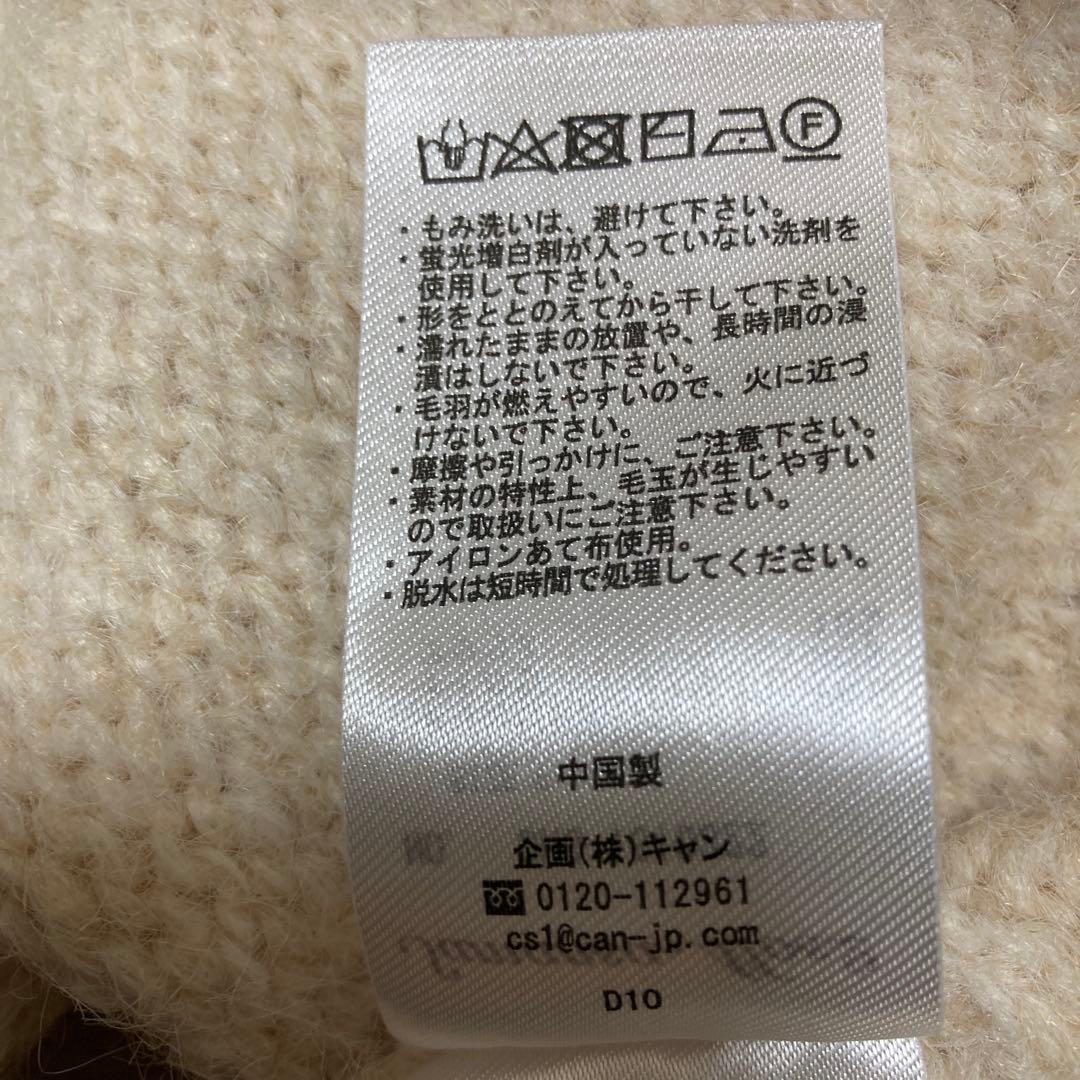 F
・もみ洗いは、避けて下さい。
・蛍光増白剤が入っていない洗剤を
使用して下さい。
・形をととのえてから干して下さい。
・濡れたままの放置や、長時間の浸
漬はしないで下さい。
・毛羽が燃えやすいので、火に近づ
けないで下さい。
・摩擦や引っかけに、ご注意下さい。
・素材の特性上、毛玉が生じやすい
ので取扱いにご注意下さい。
・アイロンあて布使用。
・脱水は短時間で処理してください。
中国製
企画(株)キャン
0120-112961
cs1@can-jp.com
D10